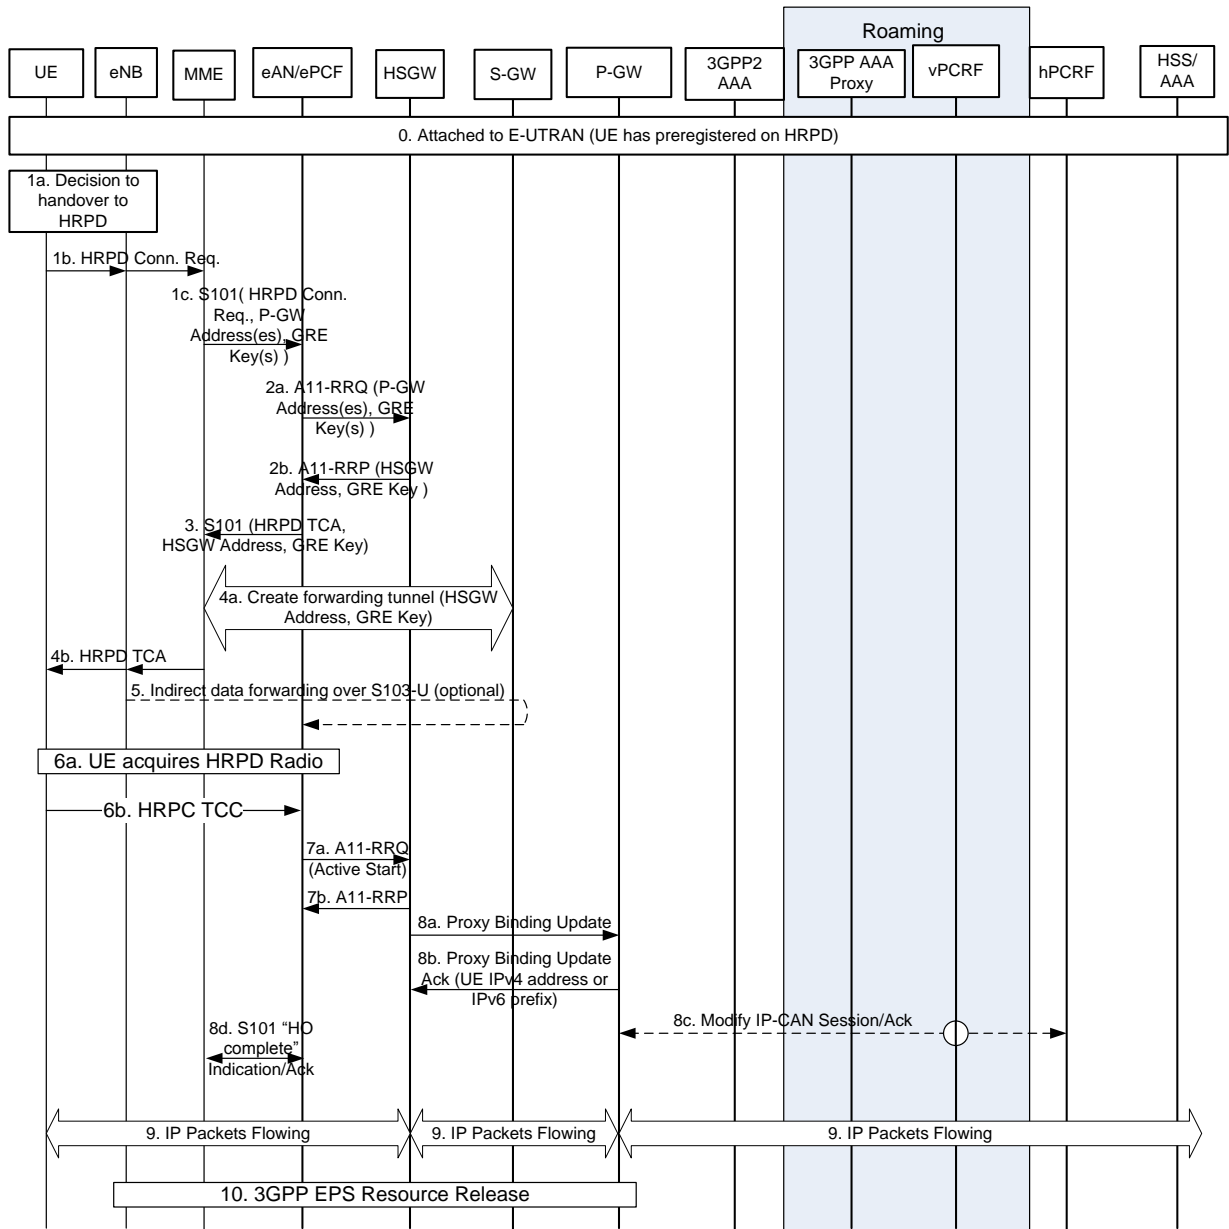 Roaming
UE
eNB
MME
eAN/ePCF
HSGW
S-GW
P-GW
3GPP2
AAA
3GPP AAA
Proxy
vPCRF
hPCRF
HSS/
AAA
0. Attached to E-UTRAN (UE has preregistered on HRPD)
1a. Decision to
handover to
HRPD
1b. HRPD Conn. Req.
1c. S101( HRPD Conn.
Req., P-GW
Address(es), GRE
Key(s) )
2a. A11-RRQ (P-GW
Address(es), GRE
Key(s) )
2b. A11-RRP (HSGW
Address, GRE Key )
3. S101 (HRPD TCA,
HSGW Address, GRE Key)
4a. Create forwarding tunnel (HSGW
Address, GRE Key)
4b. HRPD TCA
5. Indirect data forwarding over S103-U (optional)
6a. UE acquires HRPD Radio
6b. HRPC TCC
7a. A11-RRQ
(Active Start)
7b. A11-RRP
8a. Proxy Binding Update
8b. Proxy Binding Update
Ack (UE IPv4 address or
IPv6 prefix)
8c. Modify IP-CAN Session/Ack
8d. S101 “HO
complete”
Indication/Ack
9. IP Packets Flowing
9. IP Packets Flowing
9. IP Packets Flowing
10. 3GPP EPS Resource Release